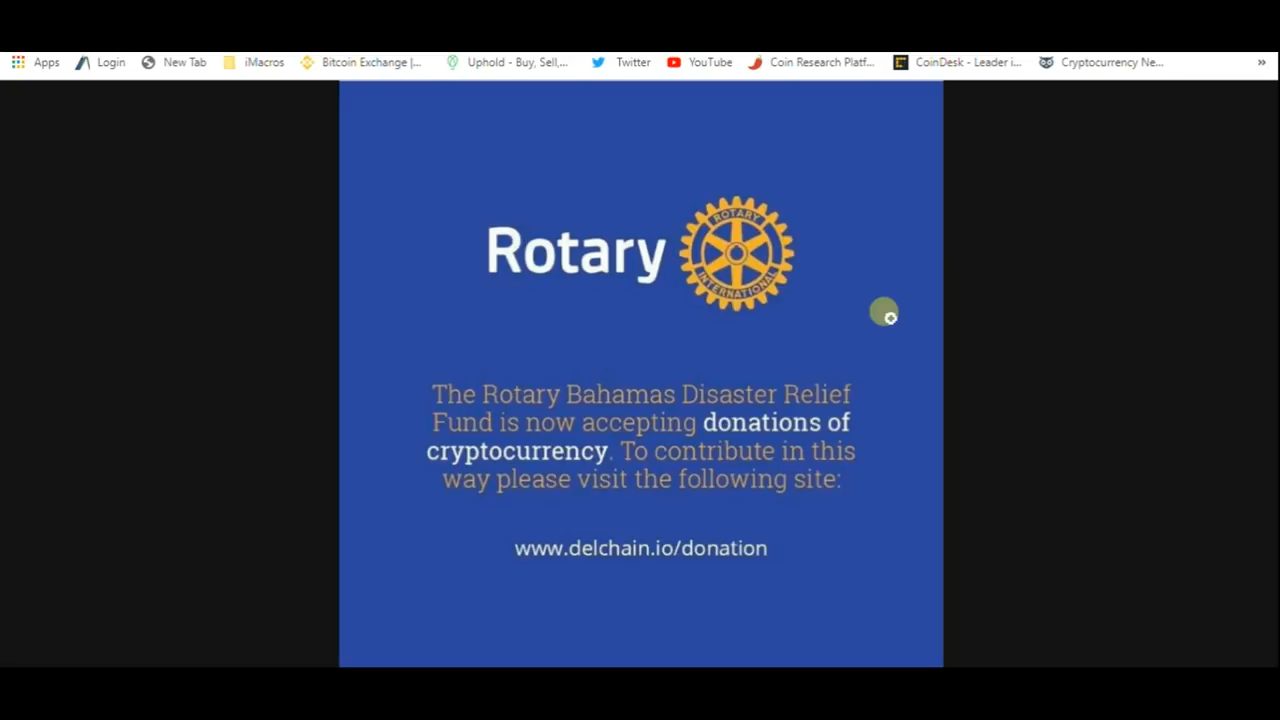 Apps Login New Tab iMacros Bitcoin Exchange |... Uphold - Buy, Sell,... Twitter YouTube Coin Research Platf... CoinDesk - Leader i... Cryptocurrency Ne... »
Rotary
ROTARY
INTERNATIONAL
The Rotary Bahamas Disaster Relief
Fund is now accepting donations of
cryptocurrency. To contribute in this
way please visit the following site:
www.delchain.io/donation